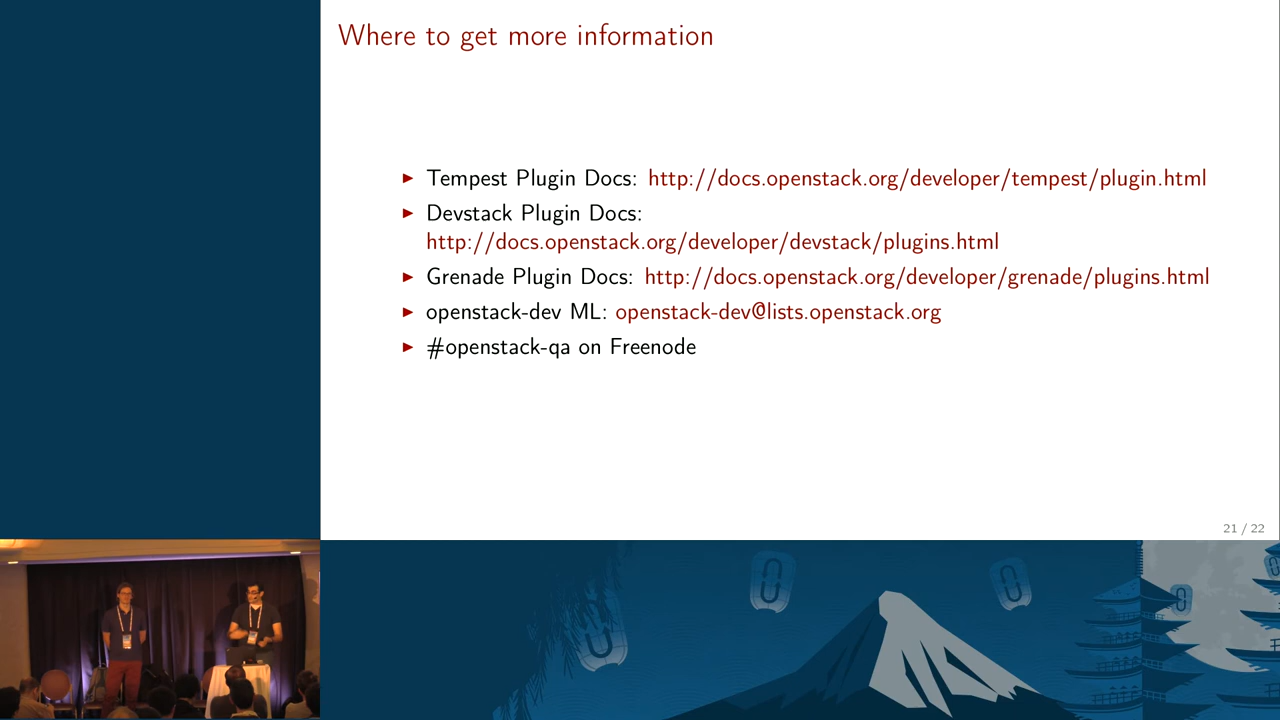 Where to get more information
Tempest Plugin Docs: http://docs.openstack.org/developer/tempest/plugin.html
Devstack Plugin Docs:
http://docs.openstack.org/developer/devstack/plugins.html
Grenade Plugin Docs: http://docs.openstack.org/developer/grenade/plugins.html
openstack-dev ML: openstack-dev@lists.openstack.org
#openstack-qa on Freenode
21 / 22